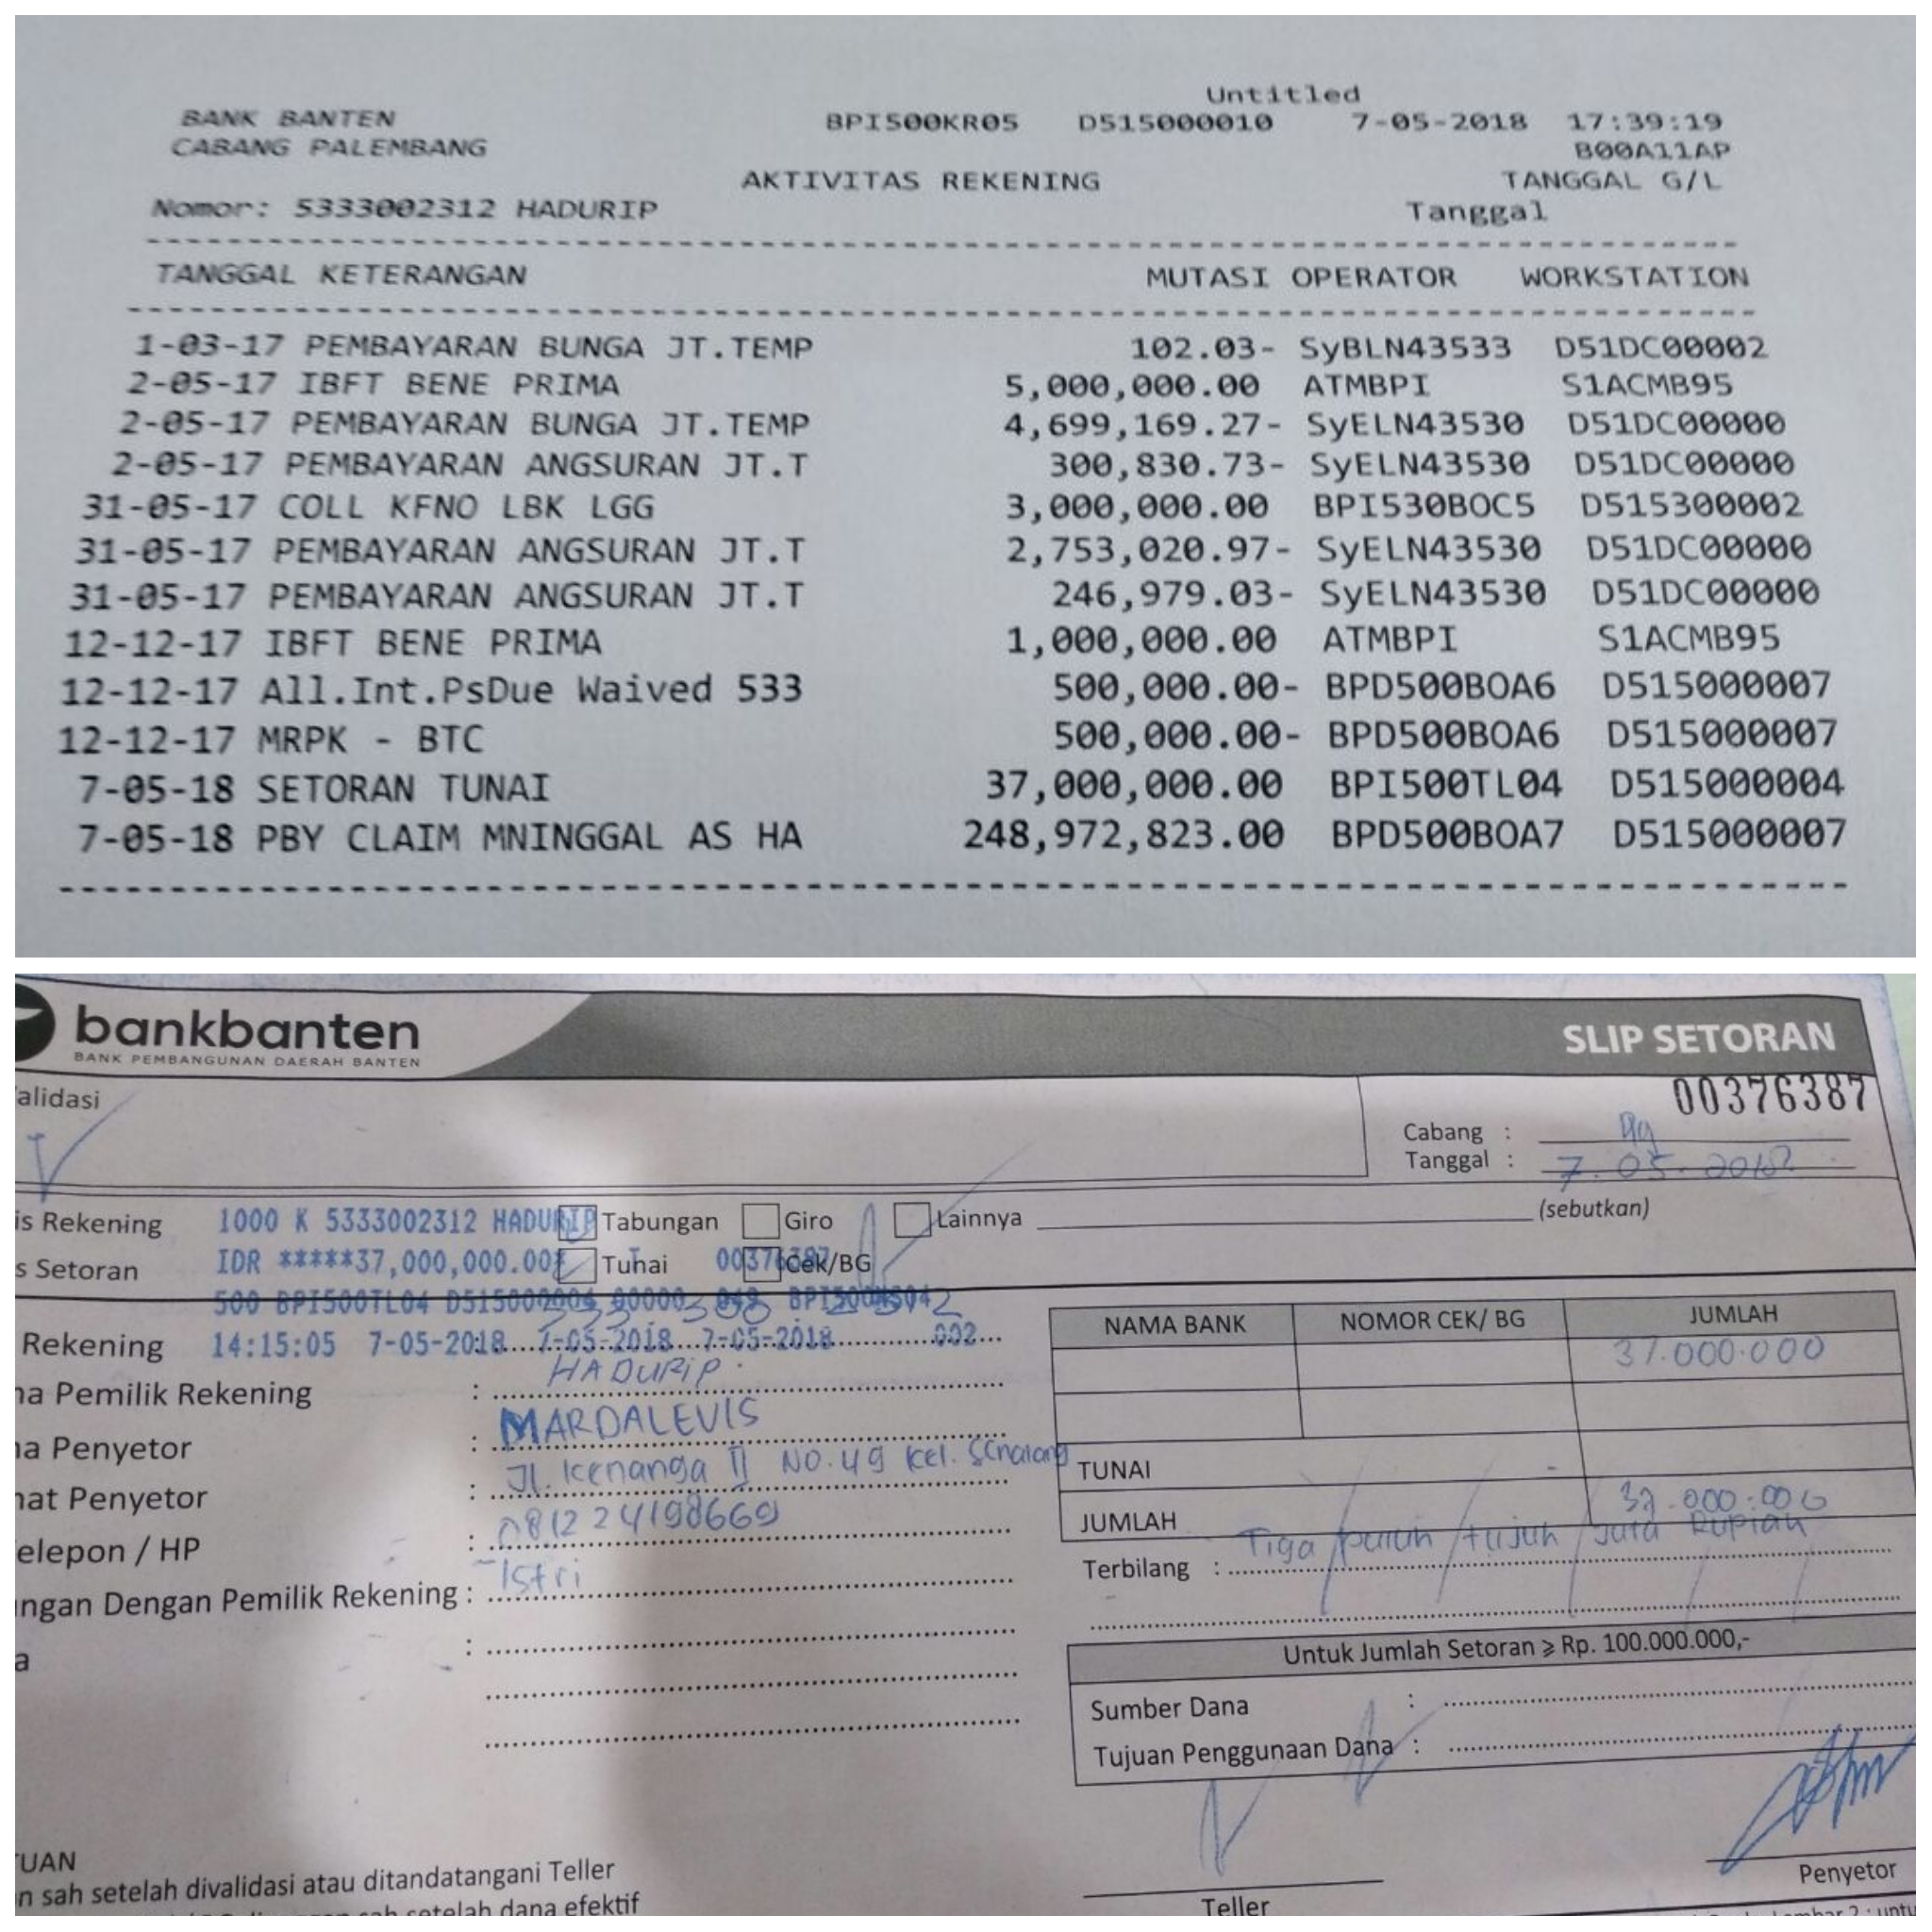 Untitled
BANK BANTEN BPI500KR05 D515000010 7-05-2018 17:39:19
CABANG PALEMBANG B00A11AP
AKTIVITAS REKENING TANGGAL G/L
Nomor: 5333002312 HADURIP Tanggal
TANGGAL KETERANGAN MUTASI OPERATOR WORKSTATION
1-03-17 PEMBAYARAN BUNGA JT.TEMP 102.03- SyBLN43533 D51DC00002
2-05-17 IBFT BENE PRIMA 5,000,000.00 ATMBPI S1ACMB95
2-05-17 PEMBAYARAN BUNGA JT.TEMP 4,699,169.27- SyELN43530 D51DC00000
2-05-17 PEMBAYARAN ANGSURAN JT.T 300,830.73- SyELN43530 D51DC00000
31-05-17 COLL KFNO LBK LGG 3,000,000.00 BPI530BOC5 D515300002
31-05-17 PEMBAYARAN ANGSURAN JT.T 2,753,020.97- SyELN43530 D51DC00000
31-05-17 PEMBAYARAN ANGSURAN JT.T 246,979.03- SyELN43530 D51DC00000
12-12-17 IBFT BENE PRIMA 1,000,000.00 ATMBPI S1ACMB95
12-12-17 All.Int.PsDue Waived 533 500,000.00- BPD500BOA6 D515000007
12-12-17 MRPK - BTC 500,000.00- BPD500BOA6 D515000007
7-05-18 SETORAN TUNAI 37,000,000.00 BPI500TL04 D515000004
7-05-18 PBY CLAIM MNINGGAL AS HA 248,972,823.00 BPD500BOA7 D515000007
bankbanten
BANK PEMBANGUNAN DAERAH BANTEN
SLIP SETORAN
00376387
alidasi
Cabang :
Tanggal : 7.05.2018
(sebutkan)
is Rekening 1000 K 5333002312 HADURIP Tabungan Giro Lainnya
s Setoran IDR *****37,000,000.00 Tunai 00376387 Cek/BG
500 BPI500TL04
Rekening 14:15:05 7-05-2018 7-05-2018 7-05-2018 002
NAMA BANK NOMOR CEK/ BG JUMLAH
37.000.000
a Pemilik Rekening : HADURIP
a Penyetor : MARDALEVIS
at Penyetor : Jl. Kenanga II No.49 Kel. Senalang
TUNAI -
elepon / HP : 081224198669
JUMLAH 37.000.000
ngan Dengan Pemilik Rekening : Istri
Terbilang : Tiga puluh tujuh juta Rupiah
a :
Untuk Jumlah Setoran ≥ Rp. 100.000.000,-
Sumber Dana :
Tujuan Penggunaan Dana :
TUAN
n sah setelah divalidasi atau ditandatangani Teller
sah setelah dana efektif
Teller
Penyetor